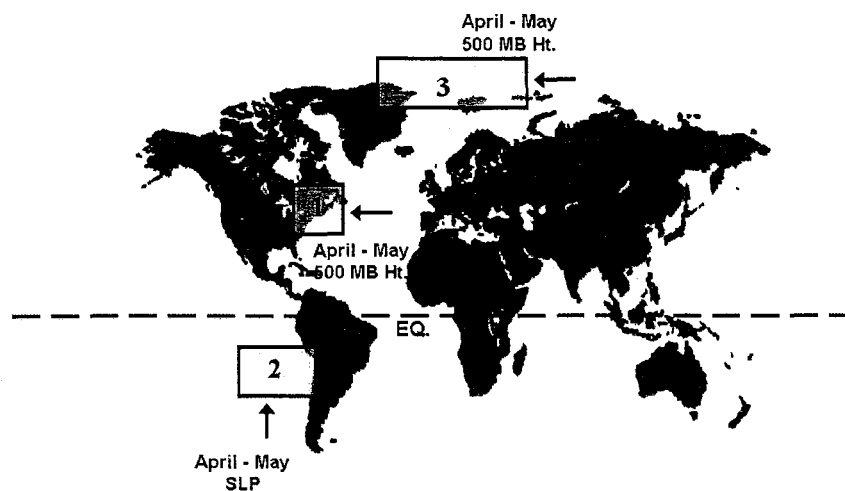 April - May
500 MB Ht.
3
April - May
500 MB Ht.
EQ.
2
April - May
SLP